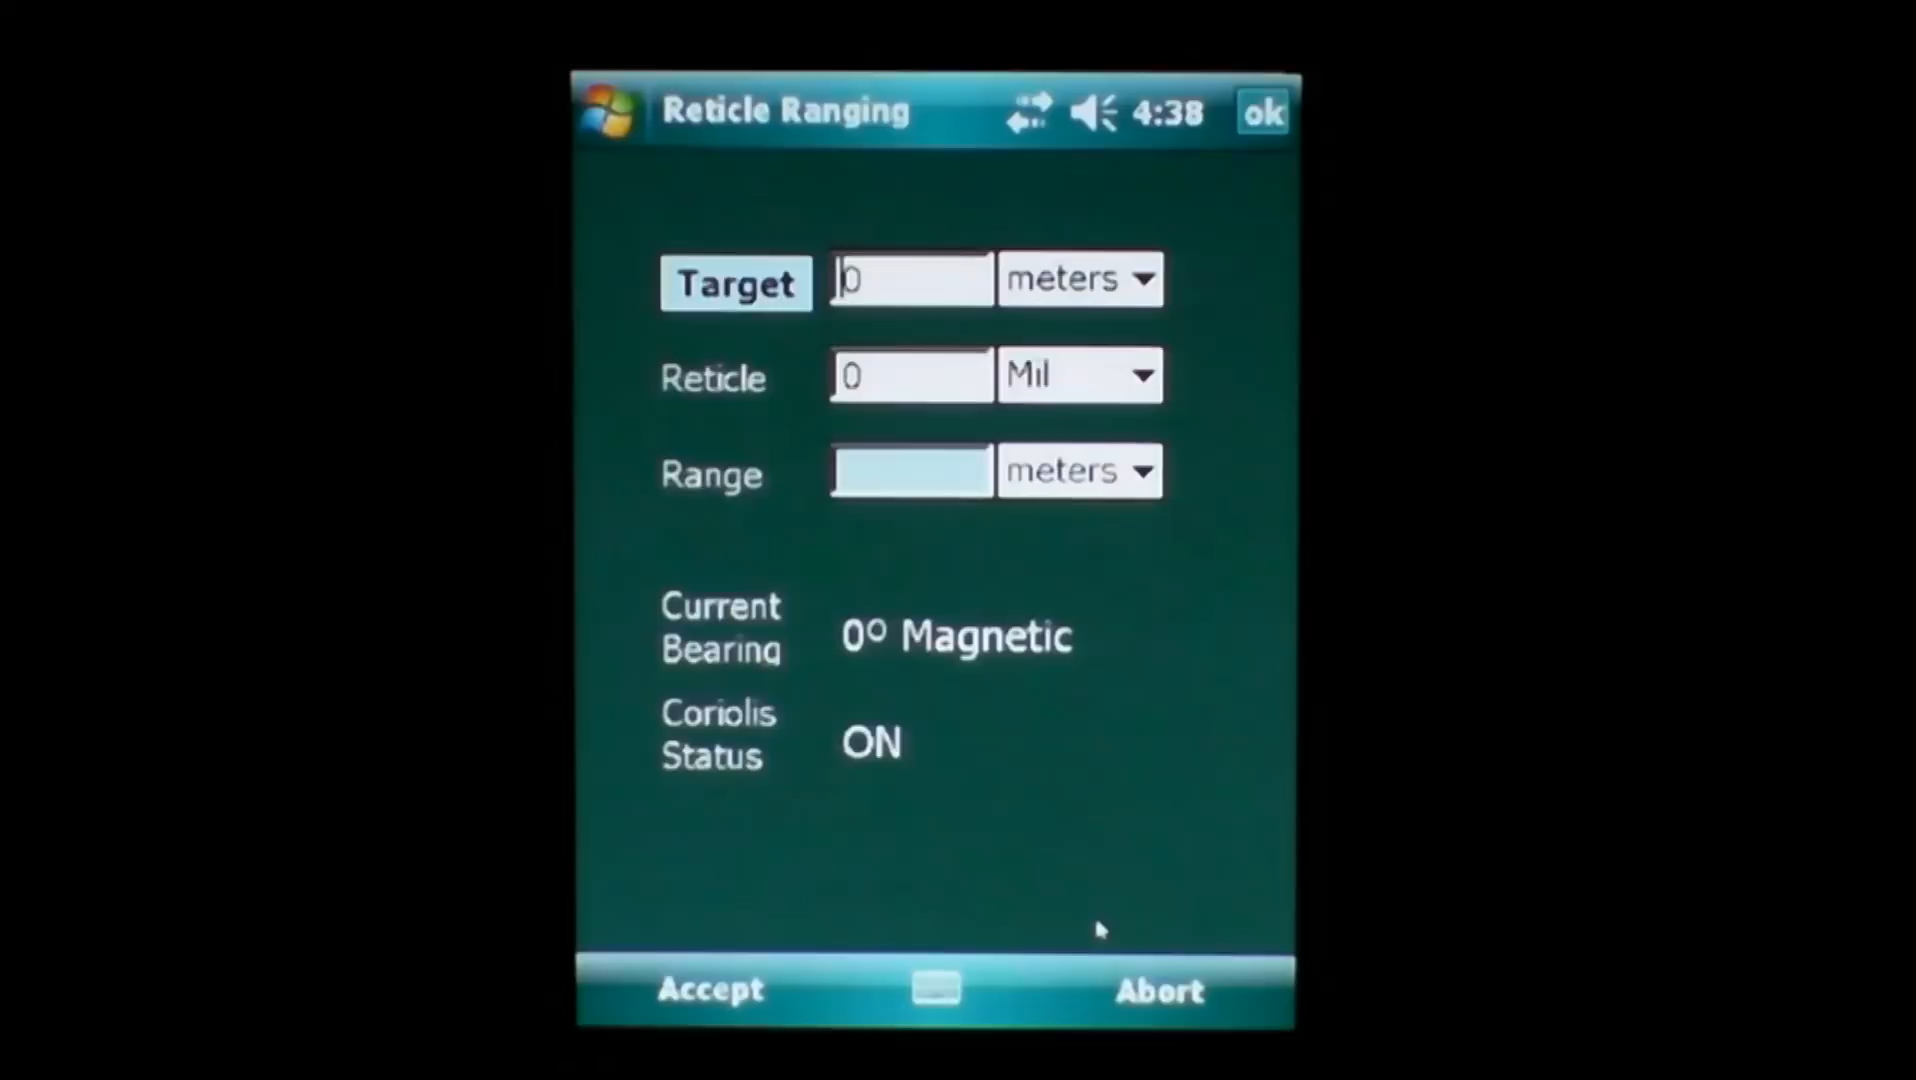 Reticle Ranging 4:38 ok
Target 0 meters
Reticle 0 Mil
Range meters
Current
Bearing 0º Magnetic
Coriolis
Status ON
Accept Abort